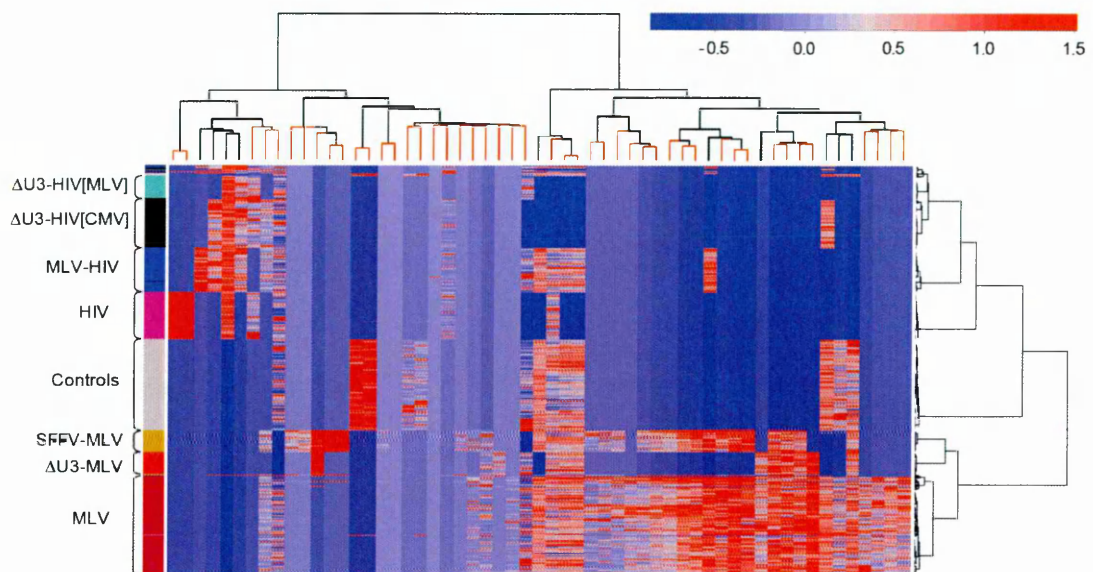 -0.5 0.0 0.5 1.0 1.5
ΔU3-HIV[MLV]
ΔU3-HIV[CMV]
MLV-HIV
HIV
Controls
SFFV-MLV
ΔU3-MLV
MLV